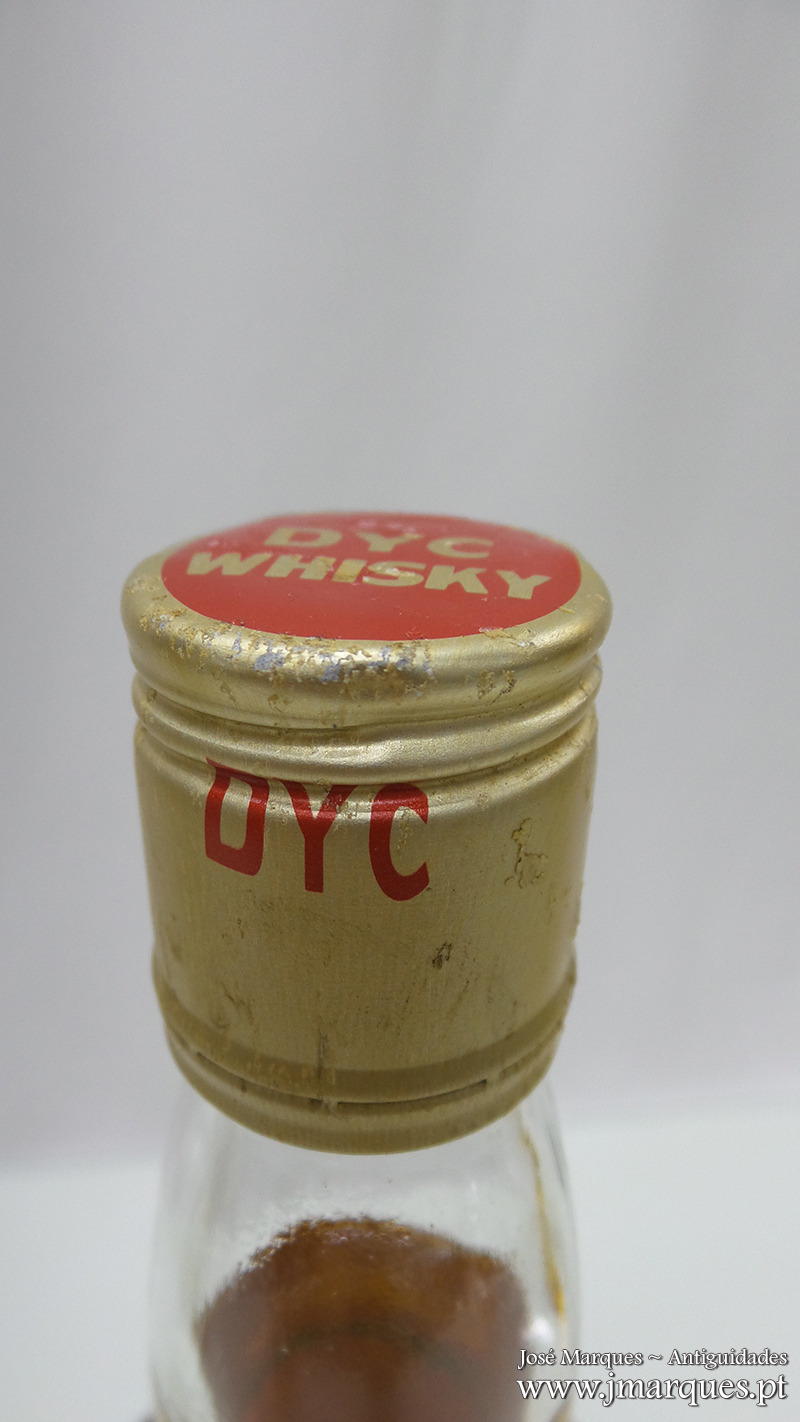 DYC
WHISKY
DYC
José Marques ~ Antiguidades
www.jmarques.pt